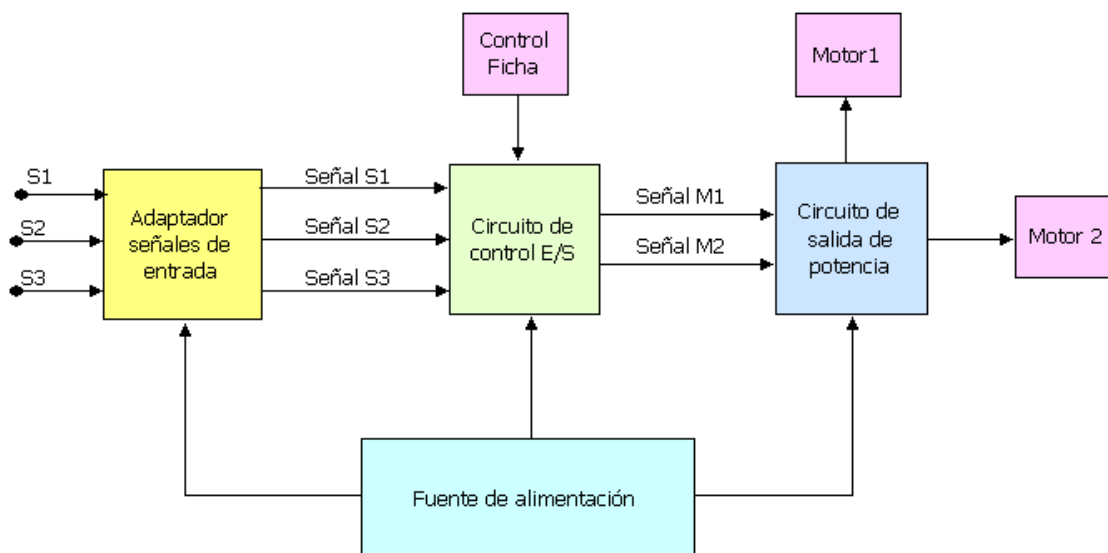 Control
Ficha
Motor1
S1
S2
S3
Adaptador
señales de
entrada
Señal S1
Señal S2
Señal S3
Circuito de
control E/S
Señal M1
Señal M2
Circuito de
salida de
potencia
Motor 2
Fuente de alimentación